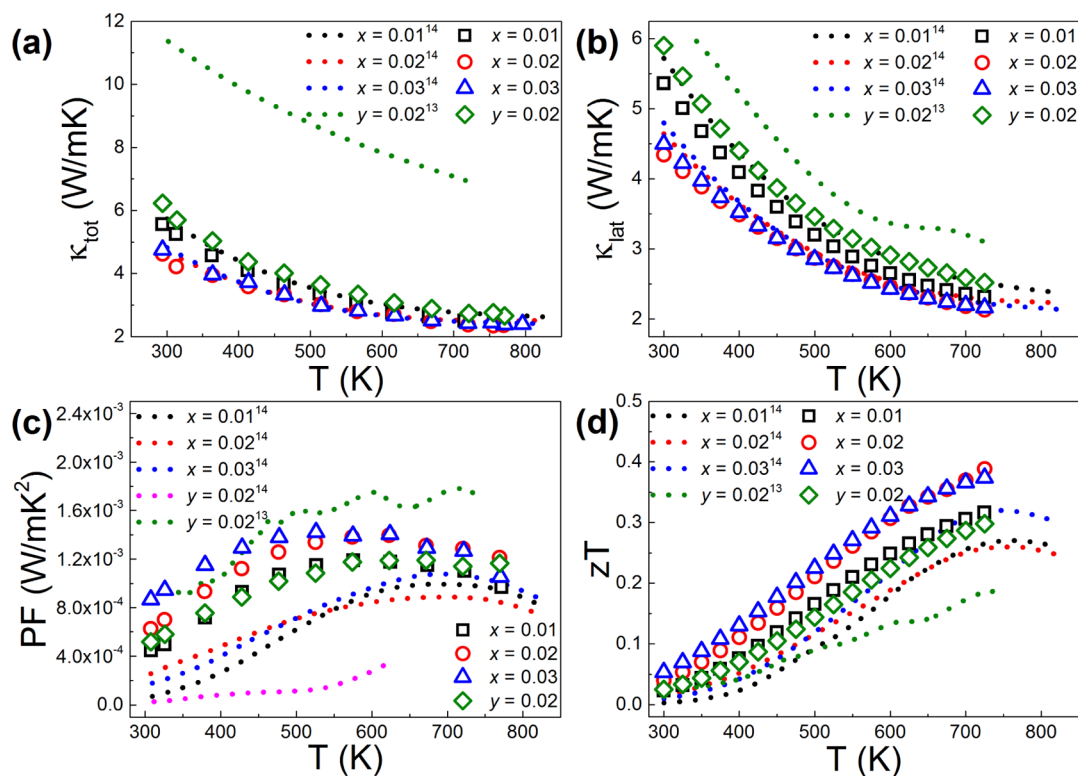 (a)
12
10
8
6
4
2
κtot (W/mK)
x = 0.01¹⁴
x = 0.02¹⁴
x = 0.03¹⁴
y = 0.02¹³
x = 0.01
x = 0.02
x = 0.03
y = 0.02
300 400 500 600 700 800
T (K)
(b)
6
5
4
3
2
κlat (W/mK)
x = 0.01¹⁴
x = 0.02¹⁴
x = 0.03¹⁴
y = 0.02¹³
x = 0.01
x = 0.02
x = 0.03
y = 0.02
300 400 500 600 700 800
T (K)
(c)
2.4x10⁻³
2.0x10⁻³
1.6x10⁻³
1.2x10⁻³
8.0x10⁻⁴
4.0x10⁻⁴
0.0
PF (W/mK²)
x = 0.01¹⁴
x = 0.02¹⁴
x = 0.03¹⁴
y = 0.02¹⁴
y = 0.02¹³
x = 0.01
x = 0.02
x = 0.03
y = 0.02
300 400 500 600 700 800
T (K)
(d)
0.5
0.4
0.3
0.2
0.1
0.0
zT
x = 0.01¹⁴
x = 0.02¹⁴
x = 0.03¹⁴
y = 0.02¹³
x = 0.01
x = 0.02
x = 0.03
y = 0.02
300 400 500 600 700 800
T (K)